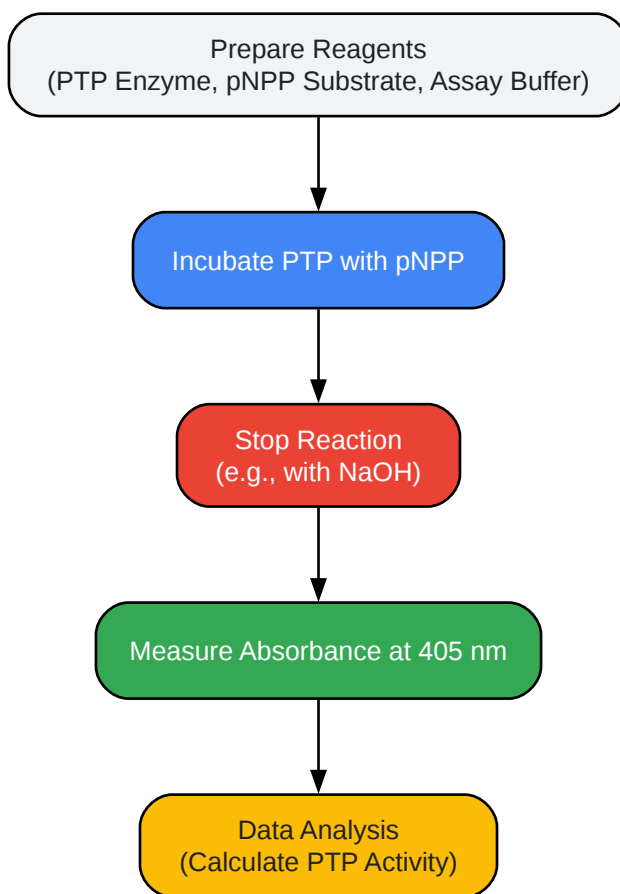 Prepare Reagents
(PTP Enzyme, pNPP Substrate, Assay Buffer)
Incubate PTP with pNPP
Stop Reaction
(e.g., with NaOH)
Measure Absorbance at 405 nm
Data Analysis
(Calculate PTP Activity)